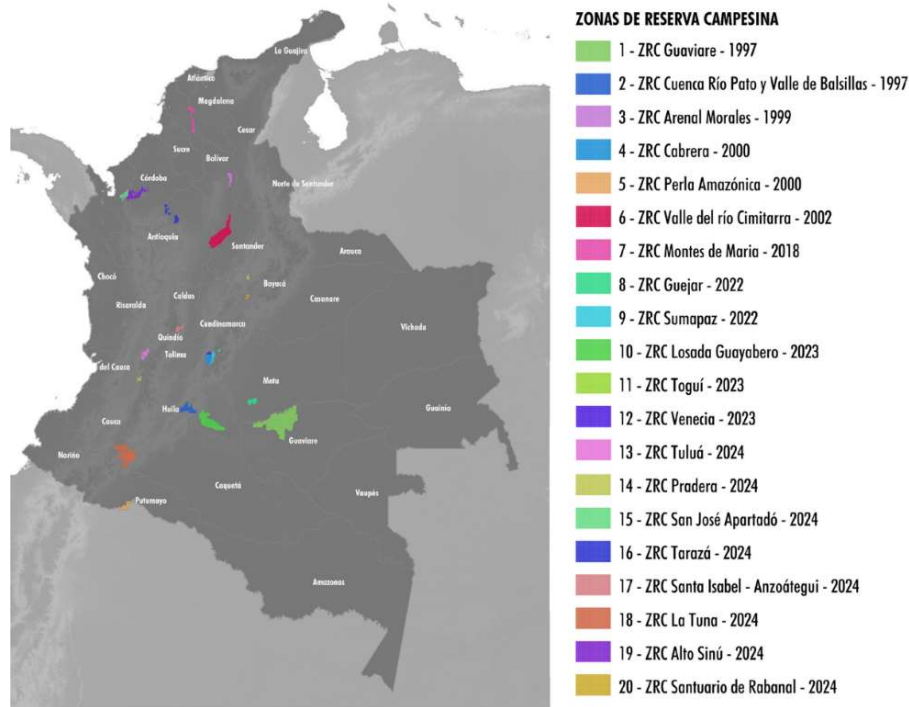 ZONAS DE RESERVA CAMPESINA
1 - ZRC Guaviare - 1997
2 - ZRC Cuenca Río Pato y Valle de Balsillas - 1997
3 - ZRC Arenal Morales - 1999
4 - ZRC Cabrera - 2000
5 - ZRC Perla Amazónica - 2000
6 - ZRC Valle del río Cimitarra - 2002
7 - ZRC Montes de Maria - 2018
8 - ZRC Guejar - 2022
9 - ZRC Sumapaz - 2022
10 - ZRC Losada Guayabero - 2023
11 - ZRC Toguí - 2023
12 - ZRC Venecia - 2023
13 - ZRC Tuluá - 2024
14 - ZRC Pradera - 2024
15 - ZRC San José Apartadó - 2024
16 - ZRC Tarazá - 2024
17 - ZRC Santa Isabel - Anzoátegui - 2024
18 - ZRC La Tuna - 2024
19 - ZRC Alto Sinú - 2024
20 - ZRC Santuario de Rabanal - 2024
La Guajira
Atlántico
Magdalena
Cesar
Sucre
Bolívar
Córdoba
Norte de Santander
Antioquia
Santander
Arauca
Chocó
Boyacá
Caldas
Casanare
Risaralda
Cundinamarca
Vichada
Quindío
Tolima
del Cauca
Meta
Huila
Guainía
Cauca
Guaviare
Nariño
Caquetá
Vaupés
Putumayo
Amazonas